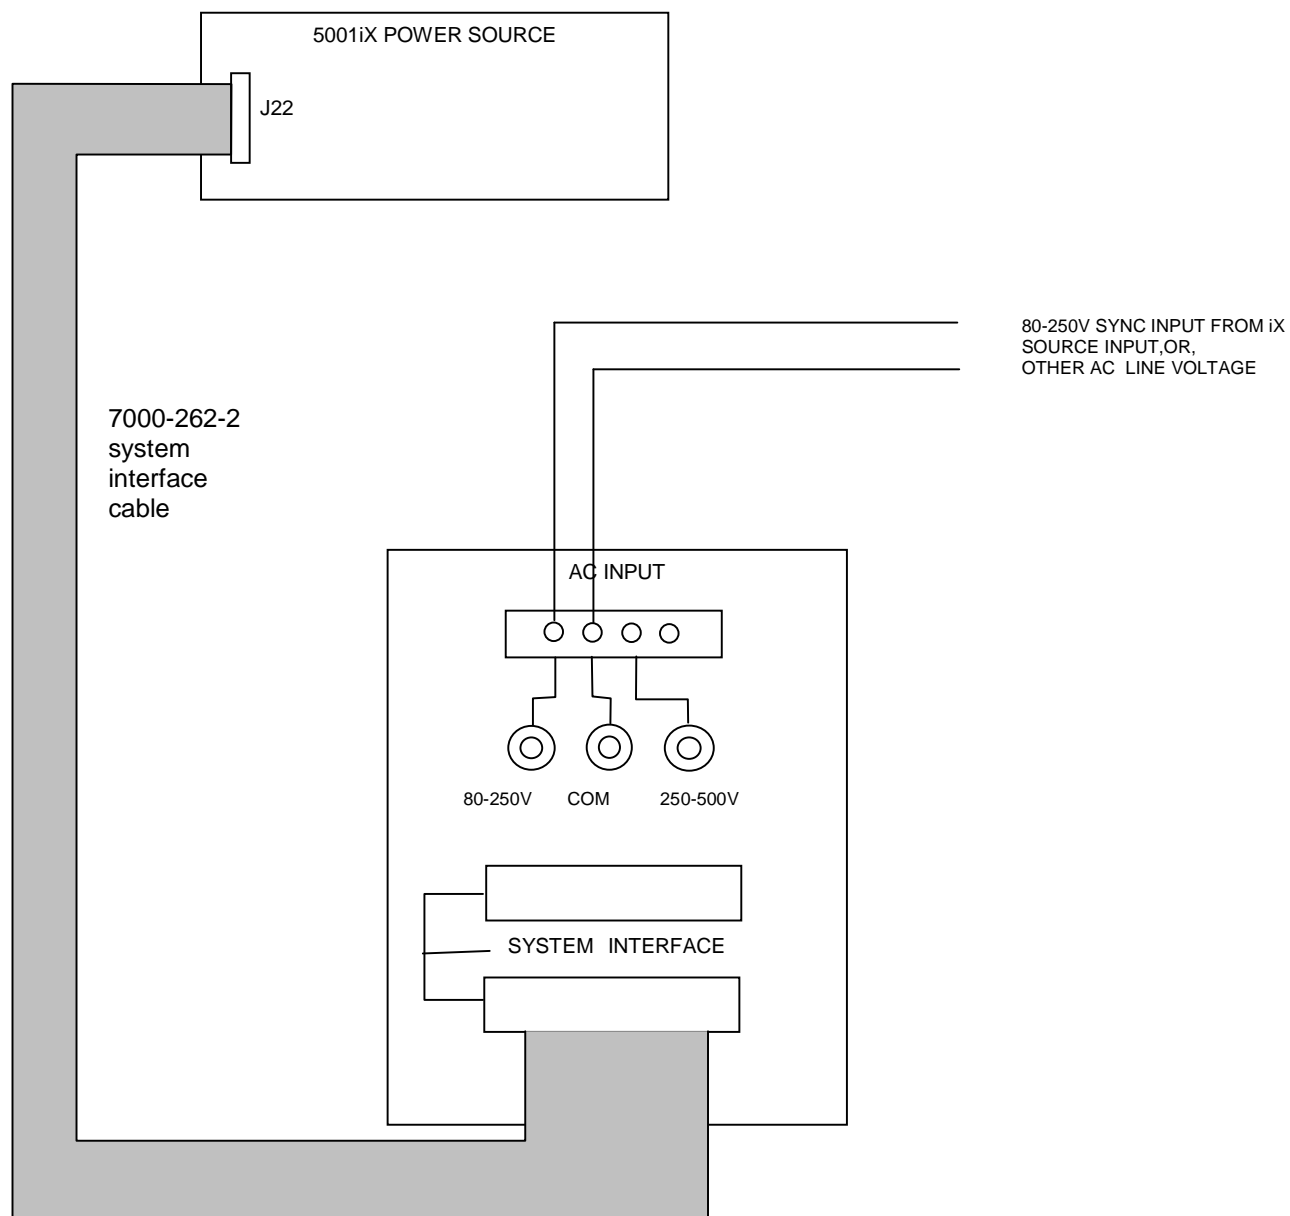 5001iX POWER SOURCE
J22
80-250V SYNC INPUT FROM iX
SOURCE INPUT,OR,
OTHER AC LINE VOLTAGE
7000-262-2
system
interface
cable
AC INPUT
80-250V COM 250-500V
SYSTEM INTERFACE